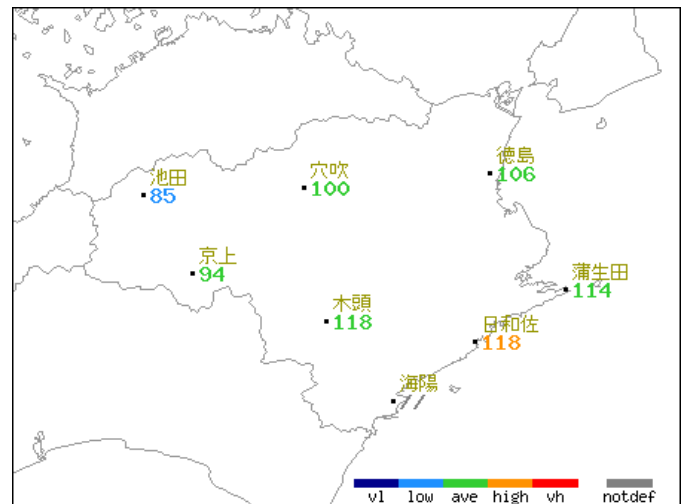 徳島
106
池田
85
穴吹
100
京上
94
蒲生田
114
木頭
118
日和佐
118
海陽
vl low ave high vh notdef